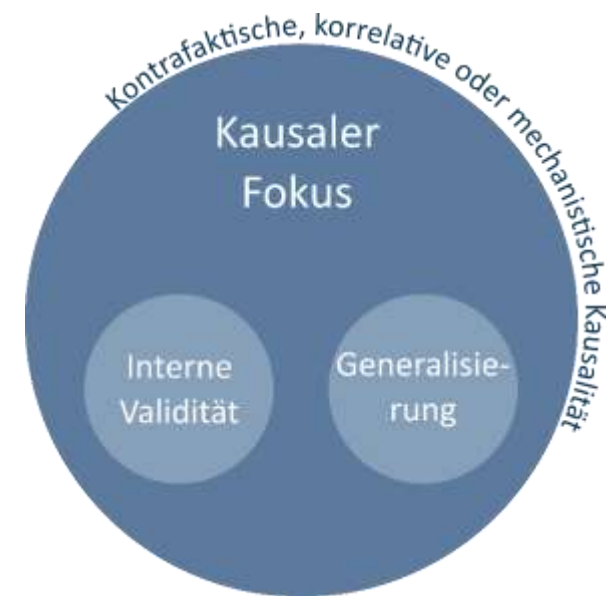 Kontrafaktische, korrelative oder mechanistische Kausalität
Kausaler
Fokus
Interne
Validität
Generalisie-
rung